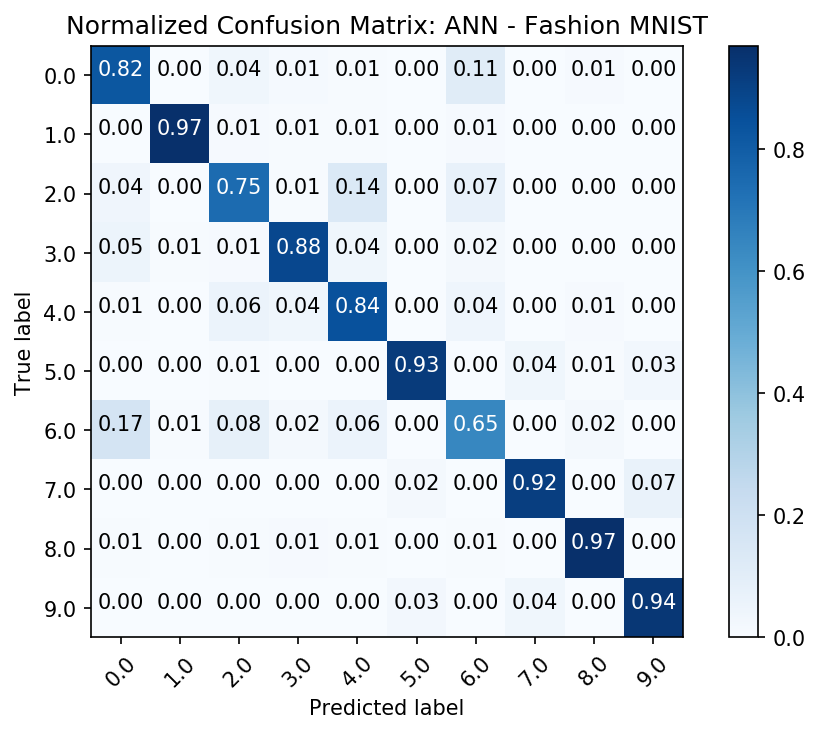 Normalized Confusion Matrix: ANN - Fashion MNIST
True label
0.0 0.82 0.00 0.04 0.01 0.01 0.00 0.11 0.00 0.01 0.00
1.0 0.00 0.97 0.01 0.01 0.01 0.00 0.01 0.00 0.00 0.00
2.0 0.04 0.00 0.75 0.01 0.14 0.00 0.07 0.00 0.00 0.00
3.0 0.05 0.01 0.01 0.88 0.04 0.00 0.02 0.00 0.00 0.00
4.0 0.01 0.00 0.06 0.04 0.84 0.00 0.04 0.00 0.01 0.00
5.0 0.00 0.00 0.01 0.00 0.00 0.93 0.00 0.04 0.01 0.03
6.0 0.17 0.01 0.08 0.02 0.06 0.00 0.65 0.00 0.02 0.00
7.0 0.00 0.00 0.00 0.00 0.00 0.02 0.00 0.92 0.00 0.07
8.0 0.01 0.00 0.01 0.01 0.01 0.00 0.01 0.00 0.97 0.00
9.0 0.00 0.00 0.00 0.00 0.00 0.03 0.00 0.04 0.00 0.94
0.0 1.0 2.0 3.0 4.0 5.0 6.0 7.0 8.0 9.0
Predicted label
0.8
0.6
0.4
0.2
0.0